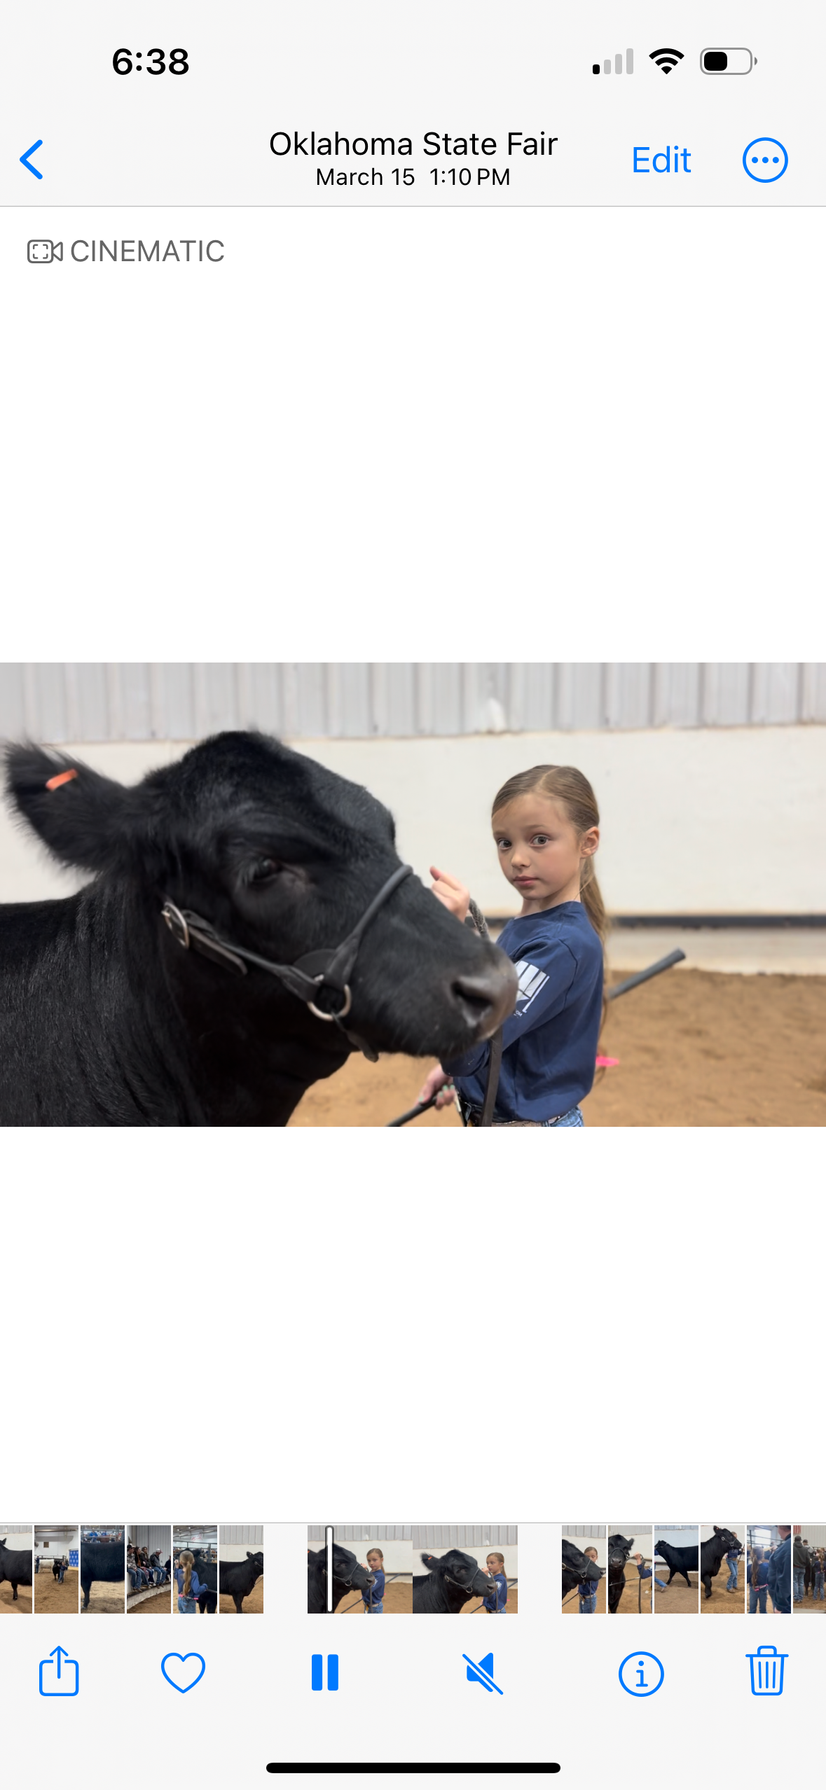 6:38
Oklahoma State Fair
March 15 1:10 PM
Edit
CINEMATIC